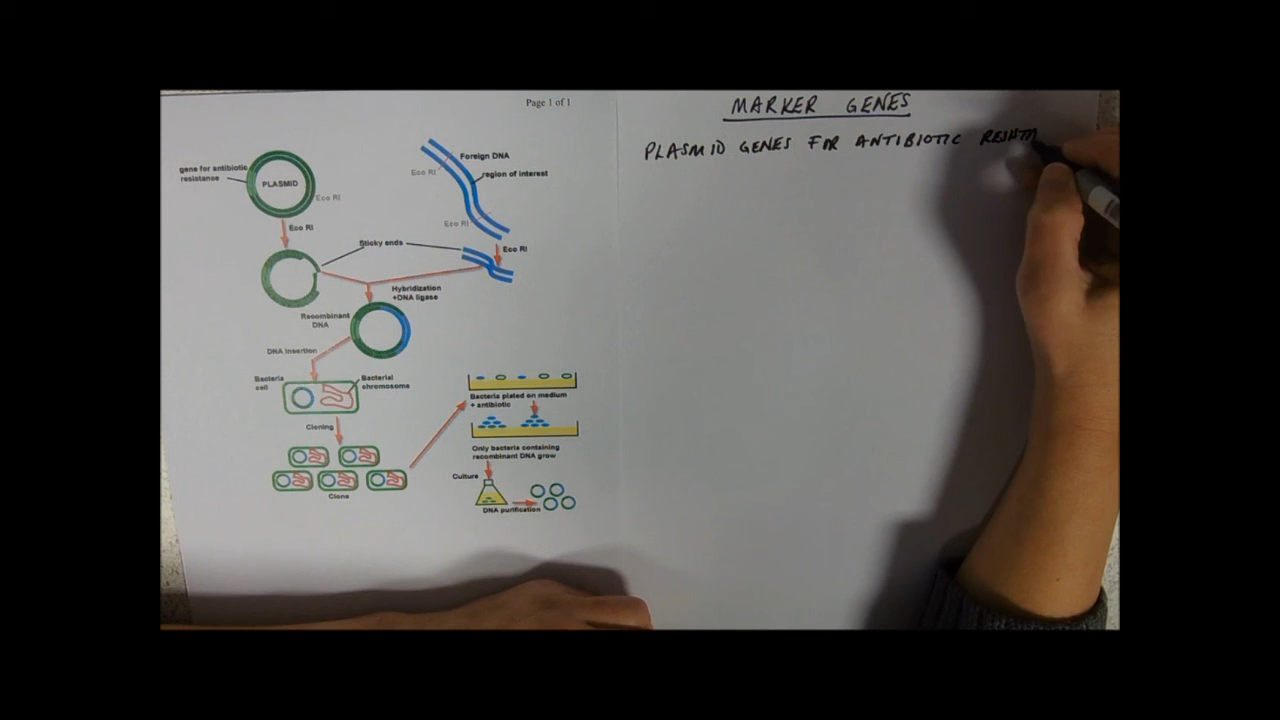 Page 1 of 1
MARKER GENES
PLASMID GENES FOR ANTIBIOTIC
gene for antibiotic
resistance
PLASMID
Eco RI
Eco RI
Foreign DNA
Eco RI
region of interest
Eco RI
Sticky ends
Eco RI
Hybridization
+DNA ligase
Recombinant
DNA
DNA insertion
Bacteria
cell
Bacterial
chromosome
Cloning
Clone
Bacteria plated on medium
+ antibiotic
Only bacteria containing
recombinant DNA grow
Culture
DNA purification